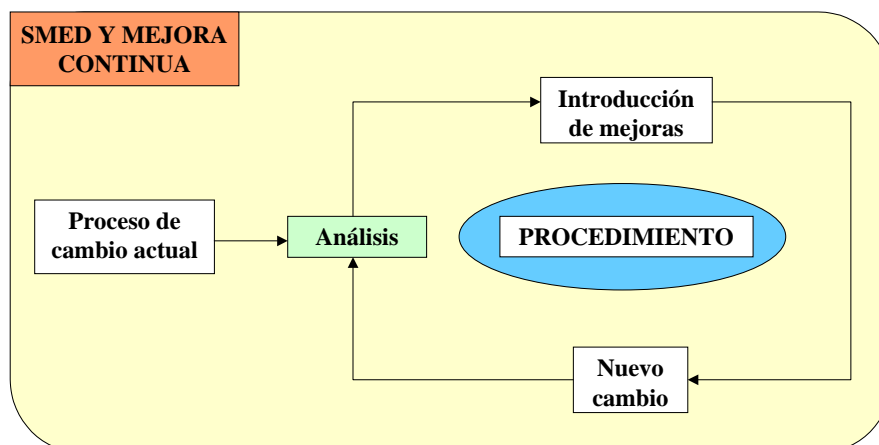 SMED Y MEJORA
CONTINUA
Introducción
de mejoras
Proceso de
cambio actual
Análisis
PROCEDIMIENTO
Nuevo
cambio